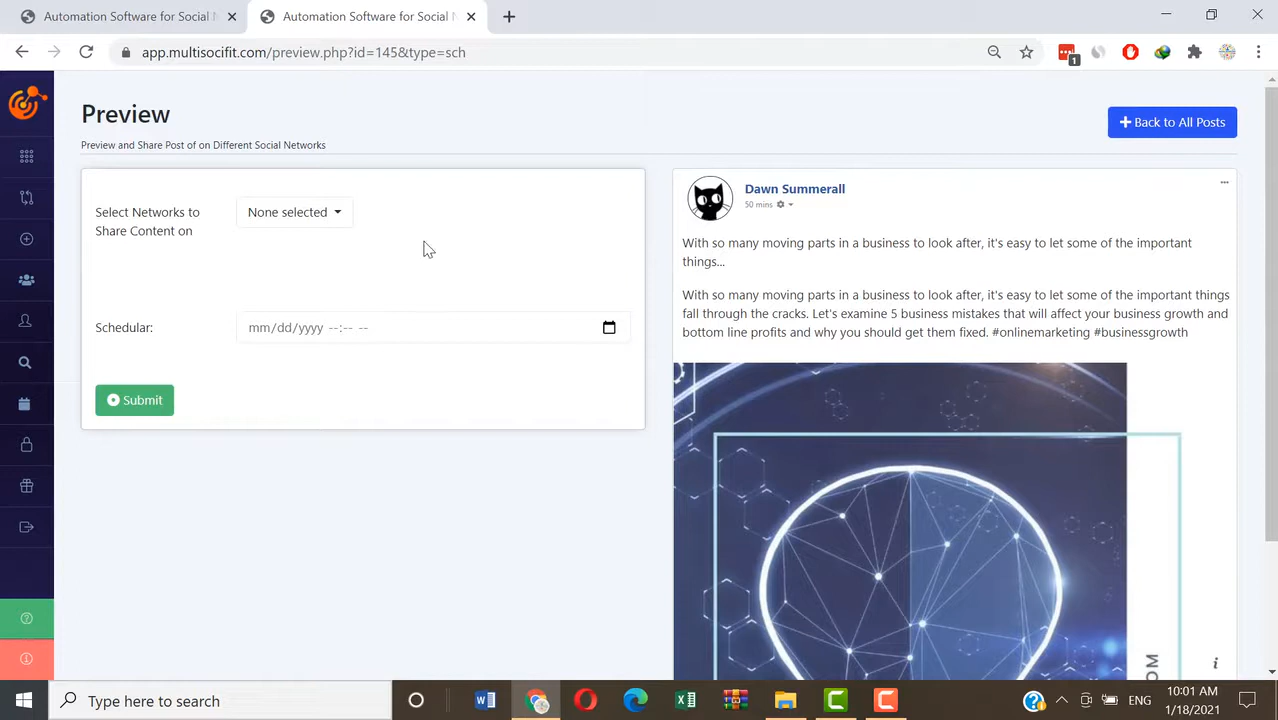 Automation Software for Social N
Automation Software for Social N
app.multisocifit.com/preview.php?id=145&type=sch
1
Preview
Back to All Posts
Preview and Share Post of on Different Social Networks
Select Networks to
Share Content on
None selected
Schedular:
mm/dd/yyyy --:-- --
Submit
Dawn Summerall
50 mins
With so many moving parts in a business to look after, it's easy to let some of the important
things...
With so many moving parts in a business to look after, it's easy to let some of the important things
fall through the cracks. Let's examine 5 business mistakes that will affect your business growth and
bottom line profits and why you should get them fixed. #onlinemarketing #businessgrowth
OM
i
Type here to search
ENG
10:01 AM
1/18/2021